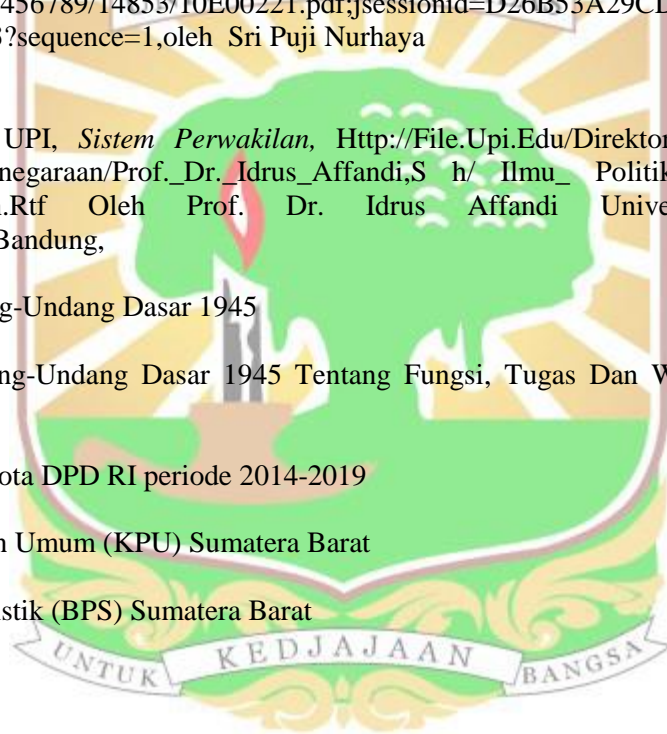 456789/14853/10E00221.pdf;jsessionid=D26B53A29CD
?sequence=1,oleh Sri Puji Nurhaya
UPI, Sistem Perwakilan, Http://File.Upi.Edu/Direktor
negaraan/Prof._Dr._Idrus_Affandi,S h/ Ilmu_ Politik
.Rtf Oleh Prof. Dr. Idrus Affandi Unive
Bandung,
g-Undang Dasar 1945
ng-Undang Dasar 1945 Tentang Fungsi, Tugas Dan W
ota DPD RI periode 2014-2019
n Umum (KPU) Sumatera Barat
stik (BPS) Sumatera Barat
UNTUK KEDJAJAAN BANGSA